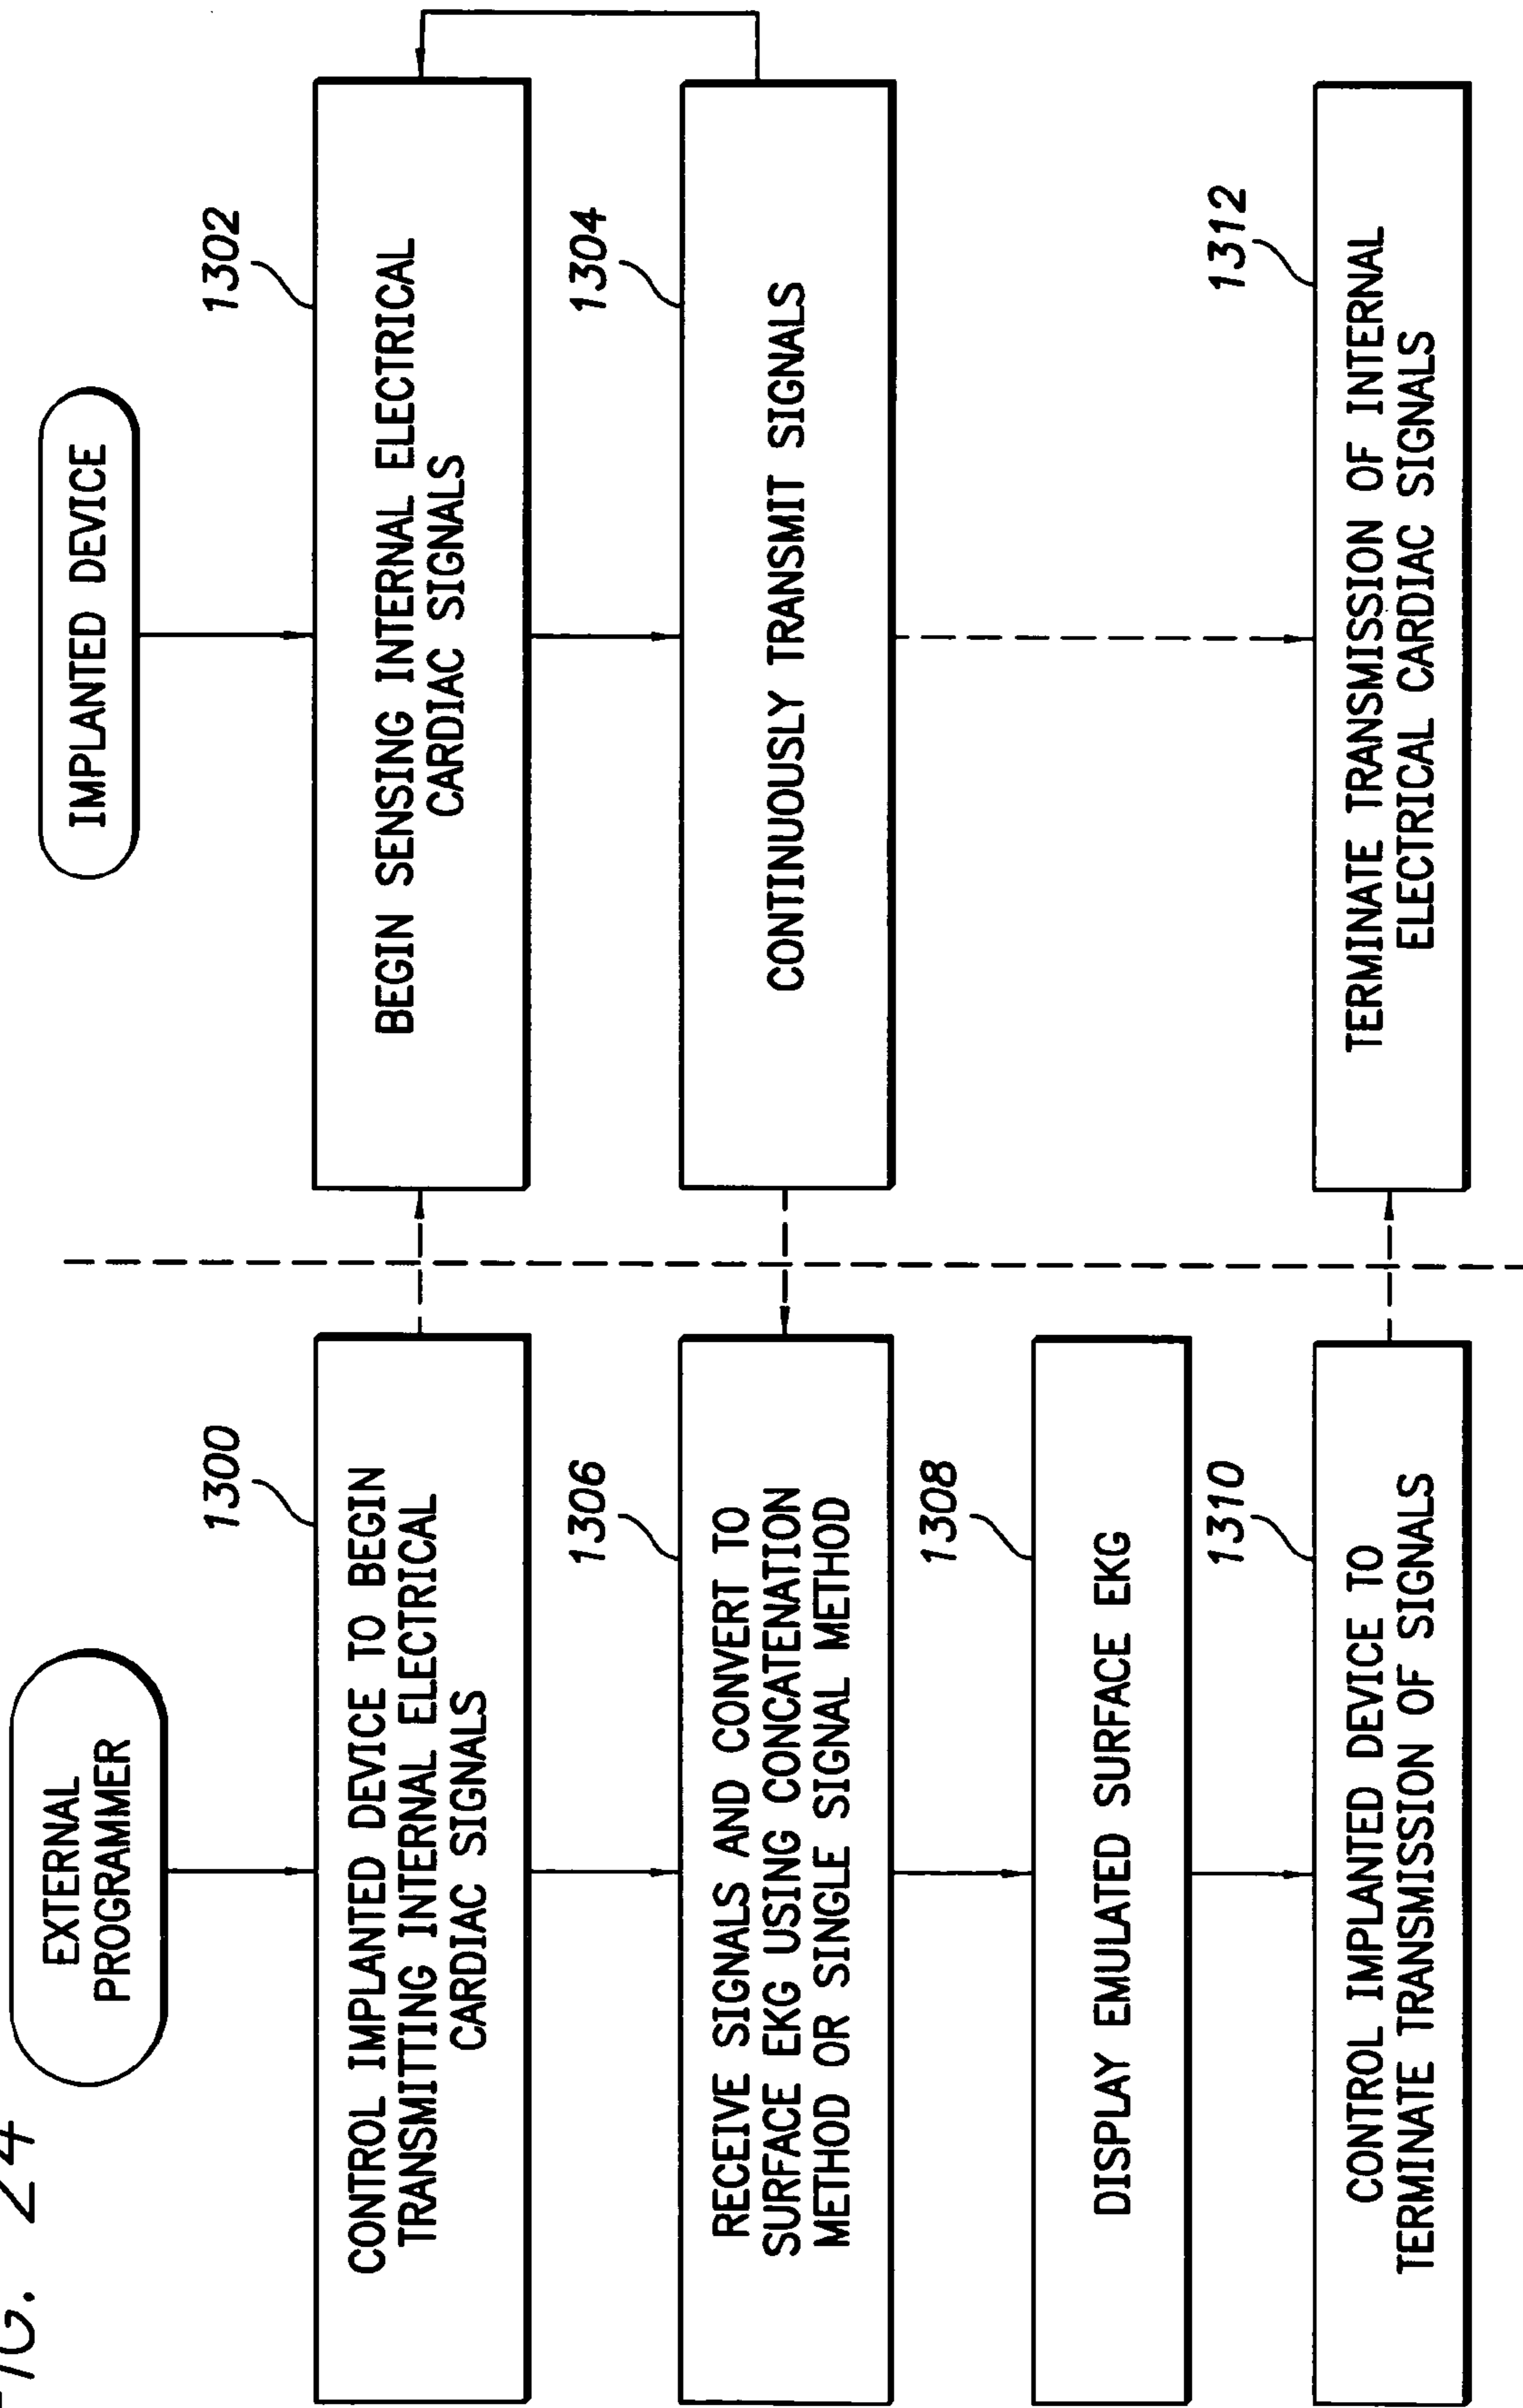 FIG. 24
EXTERNAL
PROGRAMMER
1300
CONTROL IMPLANTED DEVICE TO BEGIN
TRANSMITTING INTERNAL ELECTRICAL
CARDIAC SIGNALS
1306
RECEIVE SIGNALS AND CONVERT TO
SURFACE EKG USING CONCATENATION
METHOD OR SINGLE SIGNAL METHOD
1308
DISPLAY EMULATED SURFACE EKG
1310
CONTROL IMPLANTED DEVICE TO
TERMINATE TRANSMISSION OF SIGNALS
IMPLANTED DEVICE
1302
BEGIN SENSING INTERNAL ELECTRICAL
CARDIAC SIGNALS
1304
CONTINUOUSLY TRANSMIT SIGNALS
1312
TERMINATE TRANSMISSION OF INTERNAL
ELECTRICAL CARDIAC SIGNALS